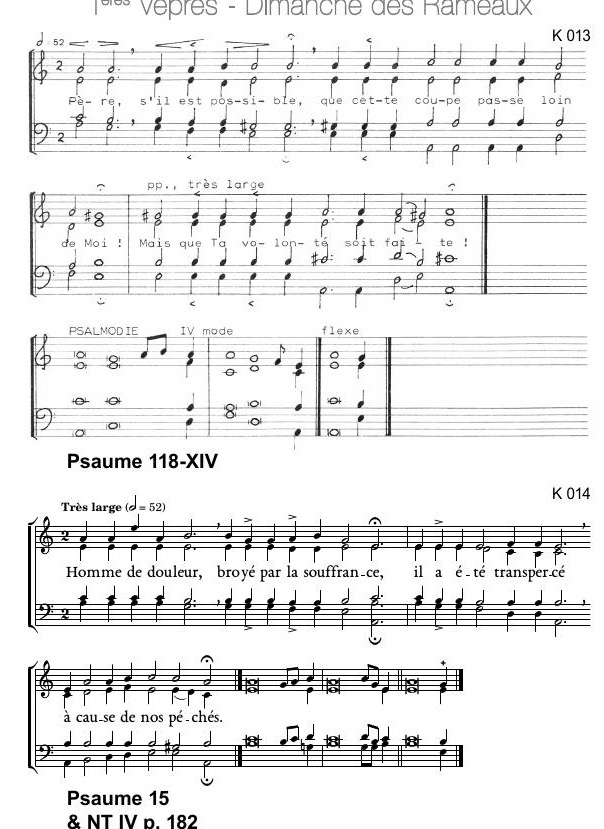 1ères Vêpres - Dimanche des Rameaux
K 013
= 52
Pè- re, s'il est pos-si- ble, que cet-te cou-pe pas-se loin
pp., très large
de Moi ! Mais que Ta vo- lon- té soit fai - te !
PSALMODIE IV mode flexe
Psaume 118-XIV
K 014
Très large ( = 52)
Homme de douleur, broyé par la souffran-ce, il a é-té transper-cé
à cau-se de nos pé-chés.
Psaume 15
& NT IV p. 182